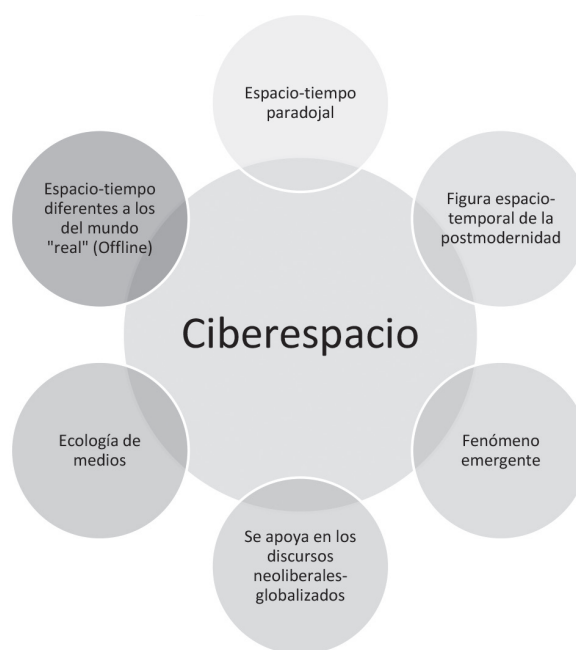 Espacio-tiempo
paradojal
Espacio-tiempo
diferentes a los
del mundo
"real" (Offline)
Figura espacio-
temporal de la
postmodernidad
Ciberespacio
Ecología de
medios
Fenómeno
emergente
Se apoya en los
discursos
neoliberales-
globalizados